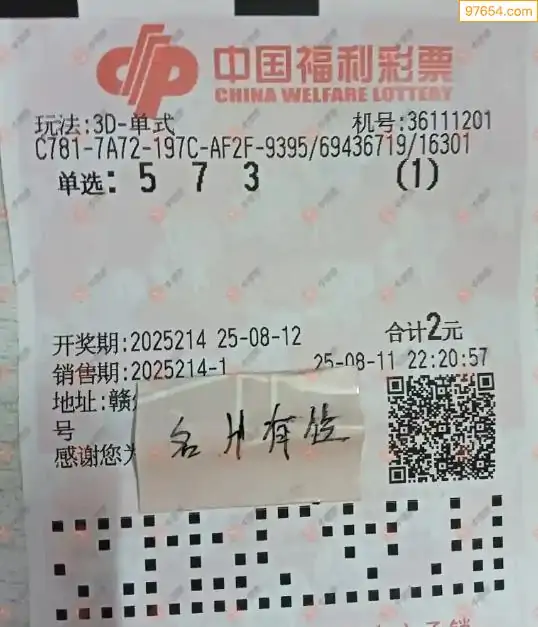 97654.com
中国福利彩票
CHINA WELFARE LOTTERY
玩法:3D-单式 机号:36111201
C781-7A72-197C-AF2F-9395/69436719/16301
单选: 5 7 3 (1)
开奖期:2025214 25-08-12 合计2元
销售期:2025214-1 25-08-11 22:20:57
地址:赣
号
感谢您为
名片有位